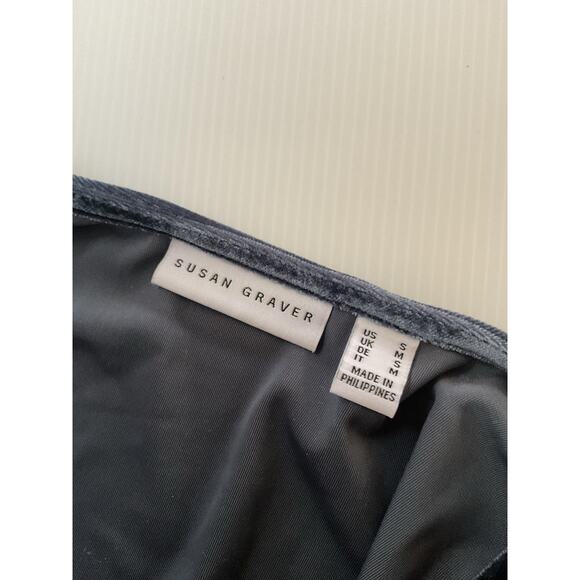 SUSAN GRAVER
US S
UK M
DE S
IT M
MADE IN
PHILIPPINES